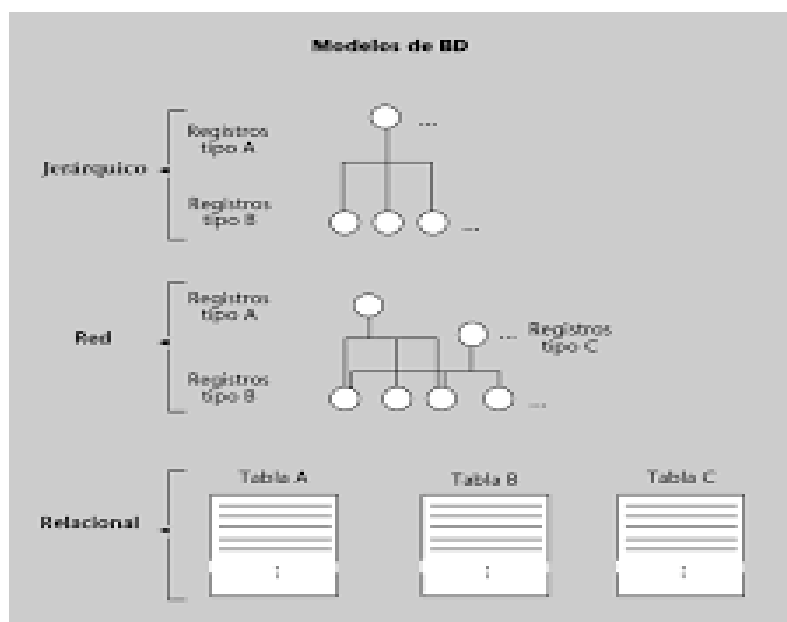 Modelos de BD
Jerárquico
Registros
tipo A
Registros
tipo B
...
...
Red
Registros
tipo A
Registros
tipo B
... Registros
tipo C
...
Relacional
Tabla A
Tabla B
Tabla C